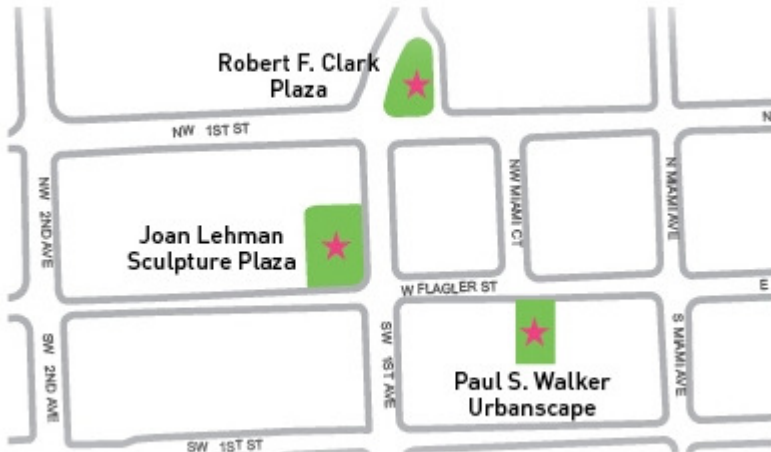 Robert F. Clark
Plaza
NW 1ST ST
N
NW 2ND AVE
NW MIAMI CT
N MIAMI AVE
Joan Lehman
Sculpture Plaza
W FLAGLER ST
E
SW 2ND AVE
SW 1ST AVE
S MIAMI AVE
Paul S. Walker
Urbanscape
SW 1ST ST